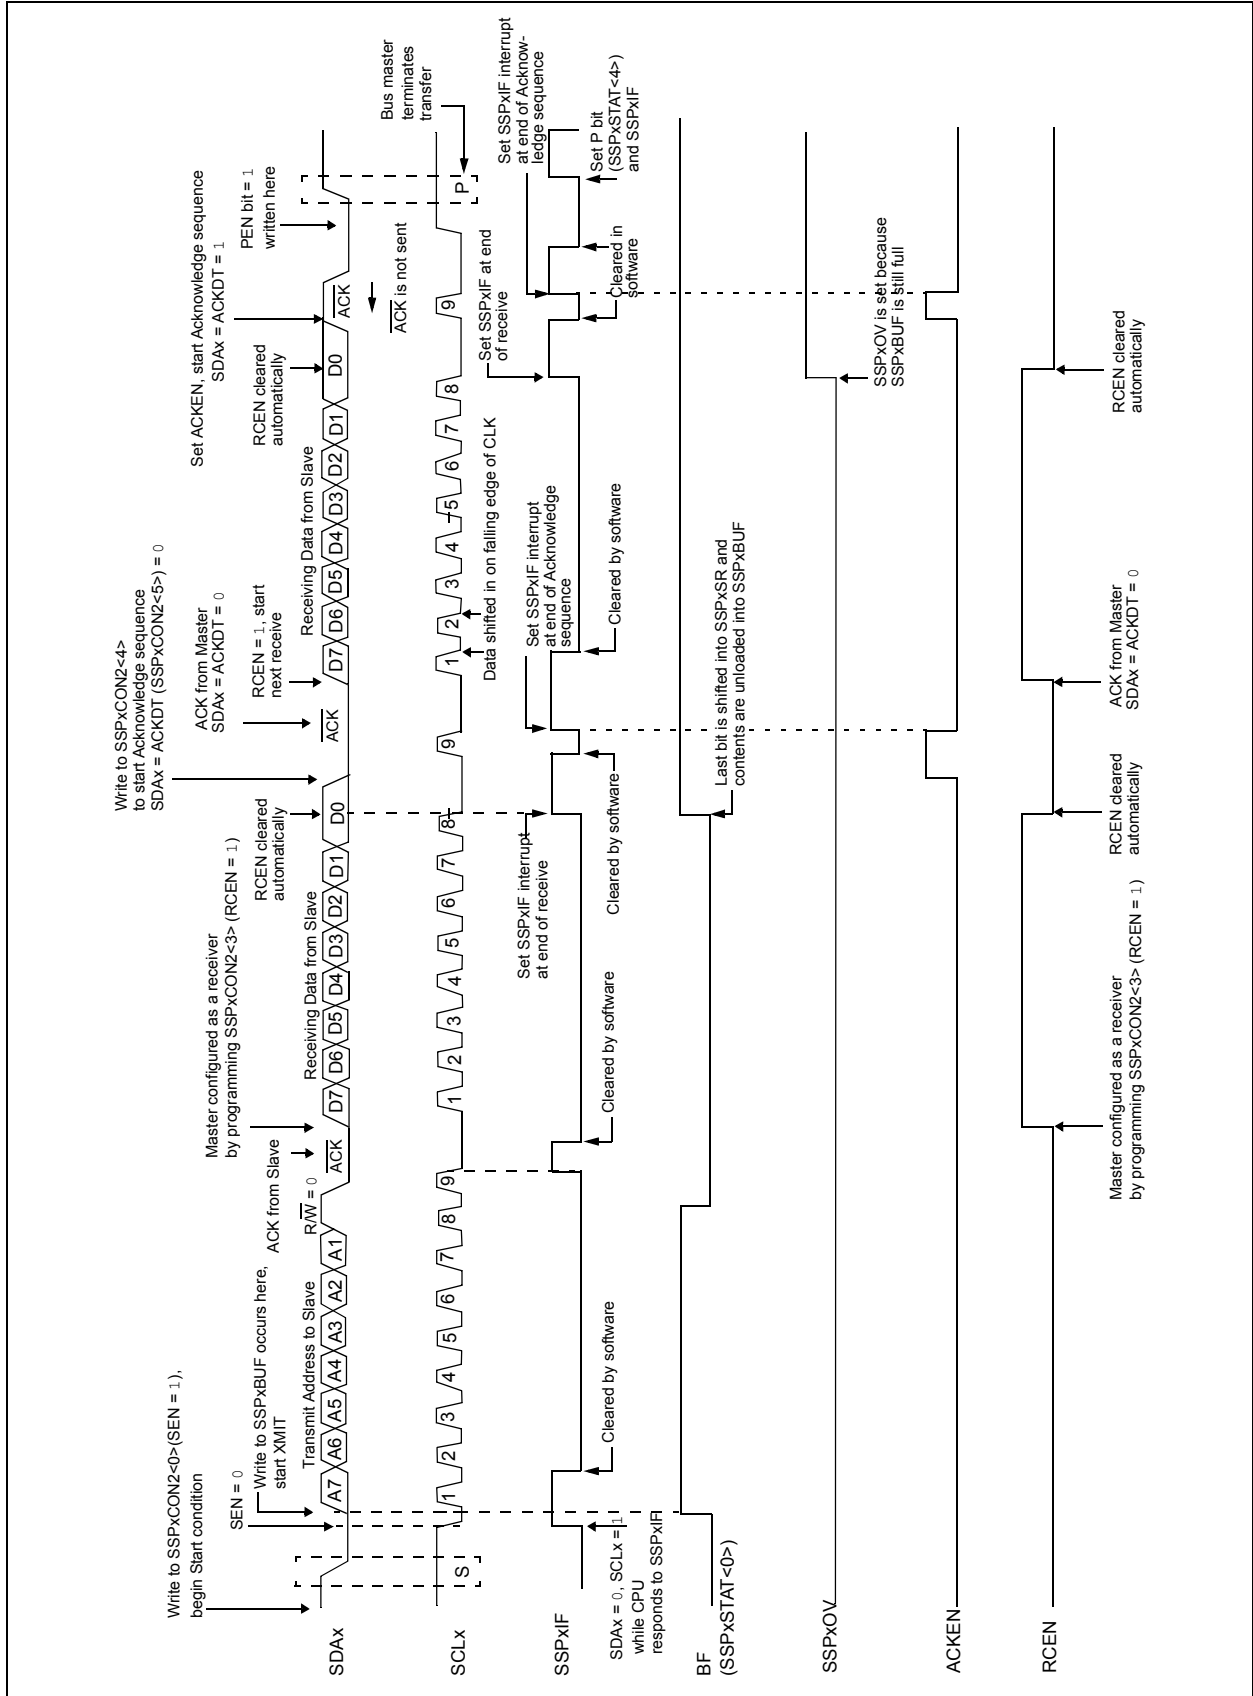 Write to SSPxCON2<0>(SEN = 1),
begin Start condition
SEN = 0
Write to SSPxBUF occurs here,
start XMIT
ACK from Slave
Master configured as a receiver
by programming SSPxCON2<3> (RCEN = 1)
RCEN cleared
automatically
Write to SSPxCON2<4>
to start Acknowledge sequence
SDAx = ACKDT (SSPxCON2<5>) = 0
ACK from Master
SDAx = ACKDT = 0
RCEN = 1, start
next receive
RCEN cleared
automatically
Set ACKEN, start Acknowledge sequence
SDAx = ACKDT = 1
PEN bit = 1
written here
Transmit Address to Slave
R/W = 0
Receiving Data from Slave
Receiving Data from Slave
SDAx
A7 A6 A5 A4 A3 A2 A1
ACK
D7 D6 D5 D4 D3 D2 D1 D0
ACK
D7 D6 D5 D4 D3 D2 D1 D0
ACK
ACK is not sent
Bus master
terminates
transfer
SCLx
S
1 2 3 4 5 6 7 8 9
1 2 3 4 5 6 7 8 9
1 2 3 4 5 6 7 8 9
P
Data shifted in on falling edge of CLK
Set SSPxIF interrupt
at end of receive
Set SSPxIF interrupt
at end of Acknowledge
sequence
Set SSPxIF at end
of receive
Set SSPxIF interrupt
at end of Acknow-
ledge sequence
SSPxIF
SDAx = 0, SCLx = 1
while CPU
responds to SSPxIF
Cleared by software
Cleared by software
Cleared by software
Cleared by software
Cleared in
software
Set P bit
(SSPxSTAT<4>)
and SSPxIF
BF
(SSPxSTAT<0>)
Last bit is shifted into SSPxSR and
contents are unloaded into SSPxBUF
SSPxOV
SSPxOV is set because
SSPxBUF is still full
ACKEN
RCEN
Master configured as a receiver
by programming SSPxCON2<3> (RCEN = 1)
RCEN cleared
automatically
ACK from Master
SDAx = ACKDT = 0
RCEN cleared
automatically